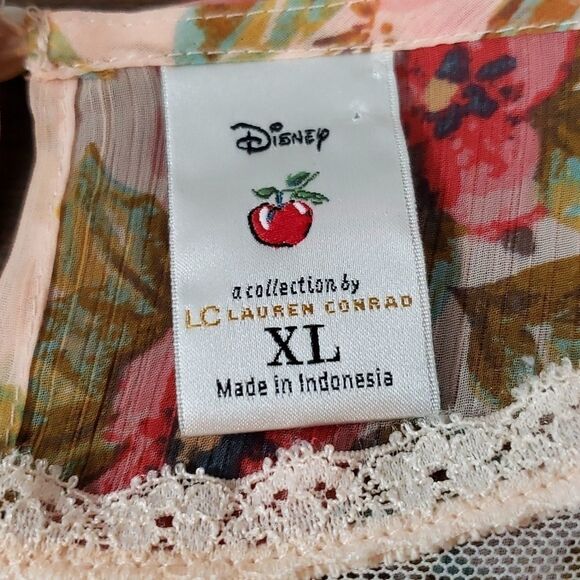 Disney
a collection by
LC LAUREN CONRAD
XL
Made in Indonesia